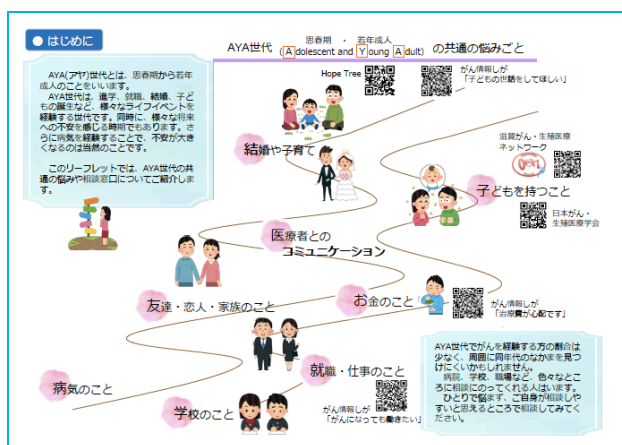 ● はじめに
思春期 ・ 若年成人
AYA世代(Adolescent and Young Adult)の共通の悩みごと
AYA(アヤ)世代とは、思春期から若年
成人のことをいいます。
AYA世代は、進学、就職、結婚、子ど
もの誕生など、様々なライフイベントを
経験する世代です。同時に、様々な将来
への不安を感じる時期でもあります。さ
らに病気を経験することで、不安が大き
くなるのは当然のことです。
このリーフレットでは、AYA世代の共
通の悩みや相談窓口についてご紹介しま
す。
Hope Tree
がん情報しが
「子どもの世話をしてほしい」
結婚や子育て
滋賀がん・生殖医療
ネットワーク
子どもを持つこと
日本がん・
生殖医療学会
医療者との
コミュニケーション
友達・恋人・家族のこと
お金のこと
がん情報しが
「治療費が心配です」
就職・仕事のこと
病気のこと
学校のこと
がん情報しが
「がんになっても働きたい」
AYA世代でがんを経験する方の割合は
少なく、周囲に同年代のなかまを見つ
けにくいかもしれません。
病院、学校、職場など、色々なところ
に相談にのってくれる人はいます。
ひとりで悩まず、ご自身が相談しや
すいと思えるところで相談してみてく
ださい。